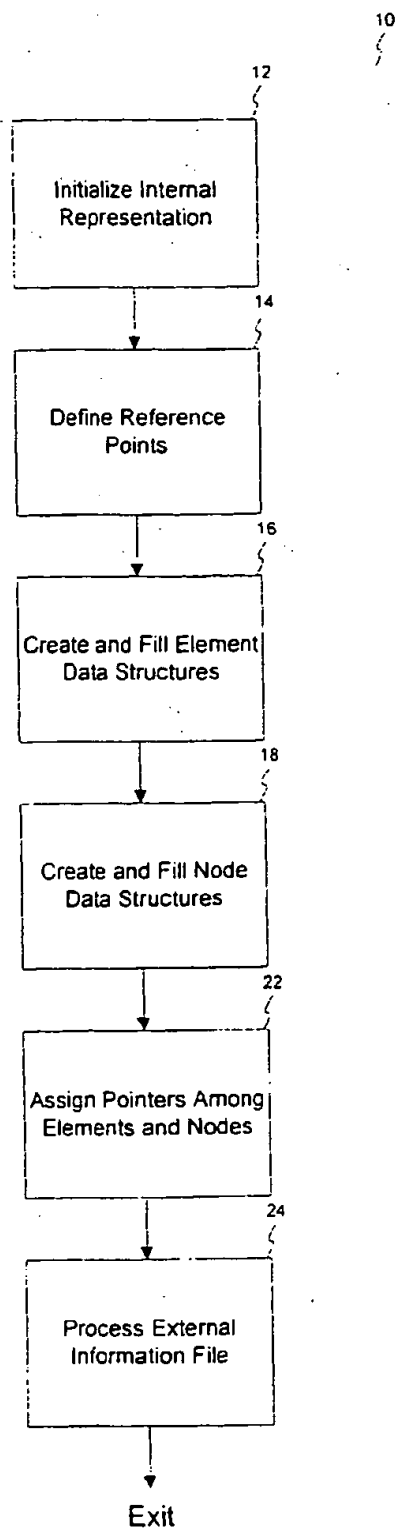 10
12
Initialize Internal
Representation
14
Define Reference
Points
16
Create and Fill Element
Data Structures
18
Create and Fill Node
Data Structures
22
Assign Pointers Among
Elements and Nodes
24
Process External
Information File
Exit